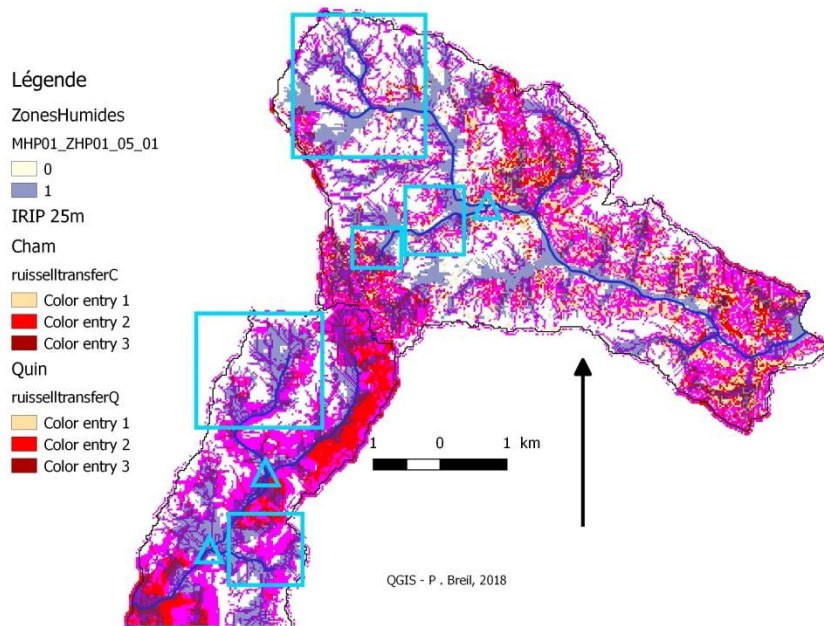 Légende
ZonesHumides
MHP01_ZHP01_05_01
0
1
IRIP 25m
Cham
ruisselltransferC
Color entry 1
Color entry 2
Color entry 3
Quin
ruisselltransferQ
Color entry 1
Color entry 2
Color entry 3
1 0 1 km
QGIS - P . Breil, 2018